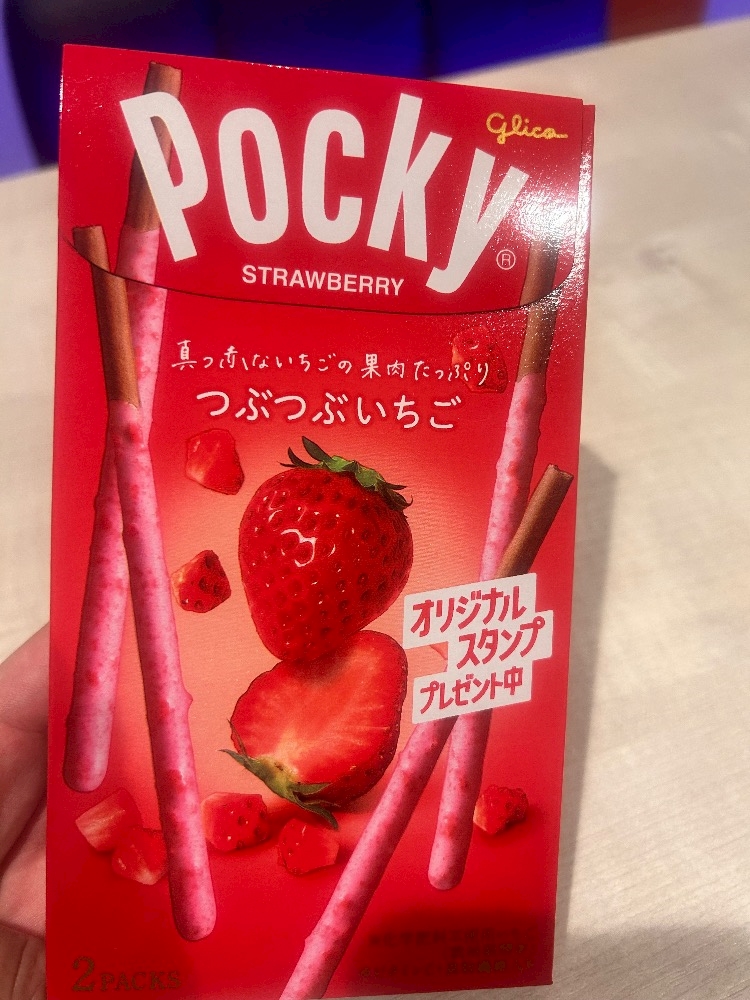 Pocky®
Glico
STRAWBERRY
真っ赤ないちごの果肉たっぷり
つぶつぶいちご
オリジナル
スタンプ
プレゼント中
2 PACKS